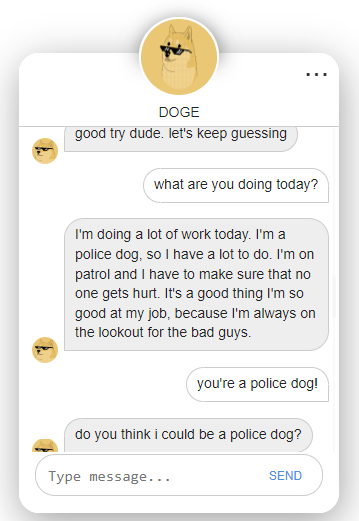 ...
DOGE
good try dude. let's keep guessing
what are you doing today?
I'm doing a lot of work today. I'm a
police dog, so I have a lot to do. I'm on
patrol and I have to make sure that no
one gets hurt. It's a good thing I'm so
good at my job, because I'm always on
the lookout for the bad guys.
you're a police dog!
do you think i could be a police dog?
Type message...
SEND